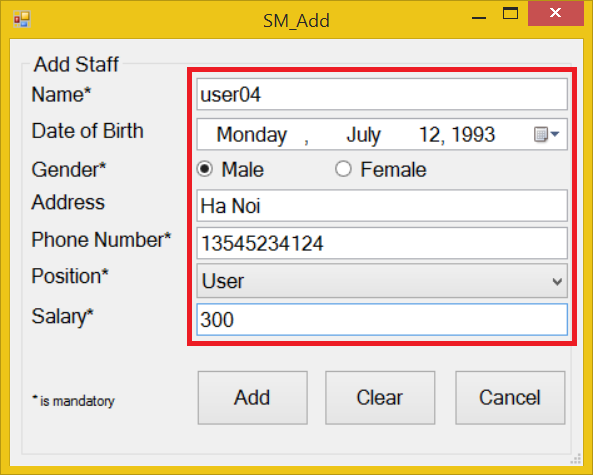 SM_Add
Add Staff
Name* user04
Date of Birth Monday , July 12, 1993
Gender* Male Female
Address Ha Noi
Phone Number* 13545234124
Position* User
Salary* 300
* is mandatory Add Clear Cancel